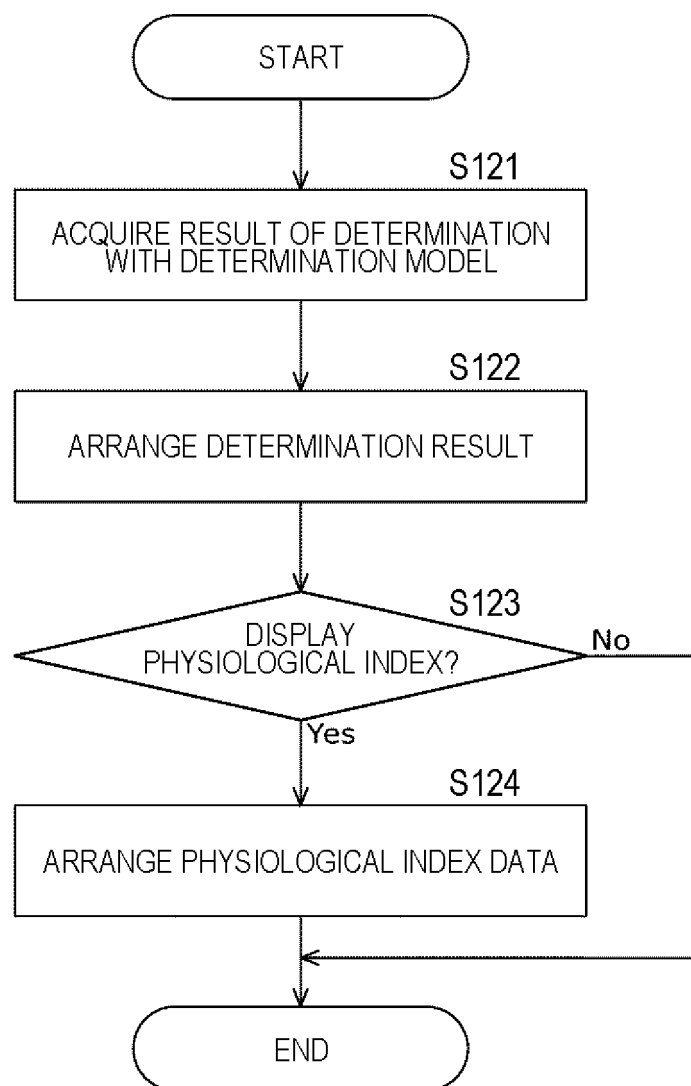 START
S121
ACQUIRE RESULT OF DETERMINATION
WITH DETERMINATION MODEL
S122
ARRANGE DETERMINATION RESULT
S123
DISPLAY
PHYSIOLOGICAL INDEX?
No
Yes
S124
ARRANGE PHYSIOLOGICAL INDEX DATA
END